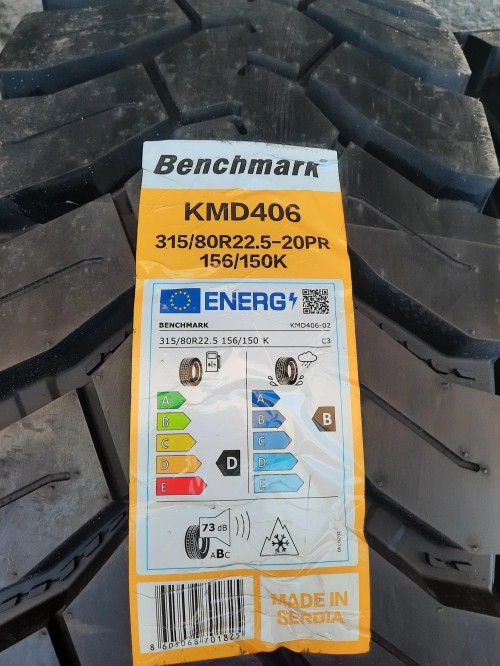 Benchmark
KMD406
315/80R22.5-20PR
156/150K
ENERG
BENCHMARK KMD406-02
315/80R22.5 156/150 K C3
A A
B B B
C C
D D D
E E
73 dB
ABC
MADE IN
SERBIA